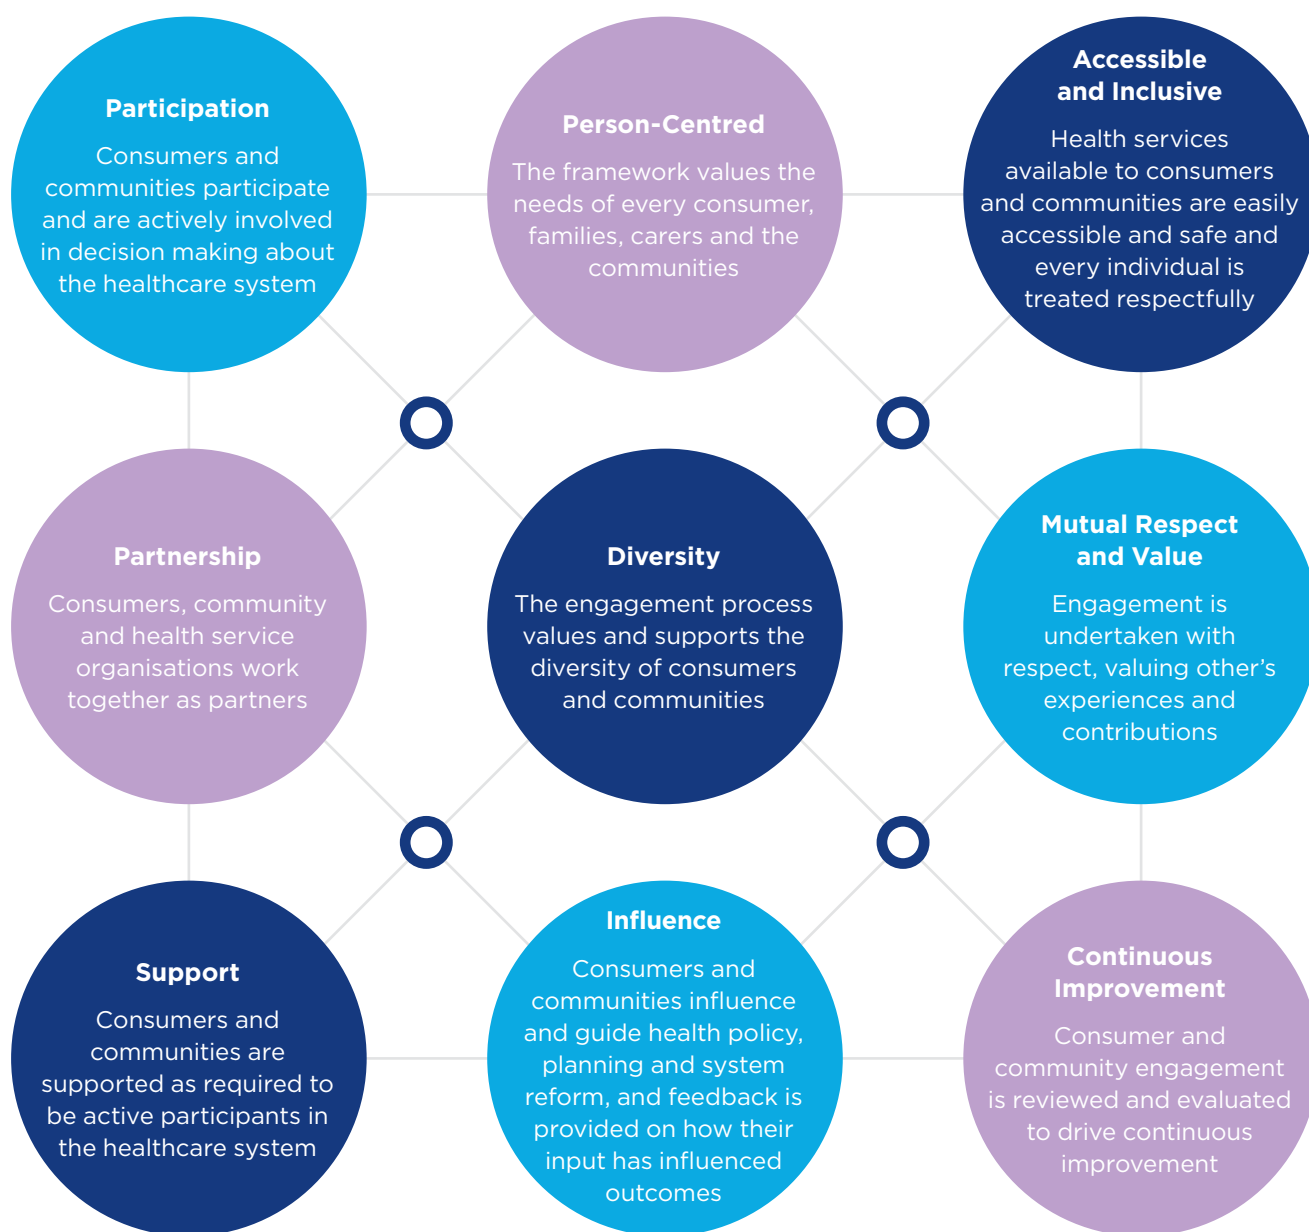 Participation
Consumers and
communities participate
and are actively involved
in decision making about
the healthcare system
Person-Centred
The framework values the
needs of every consumer,
families, carers and the
communities
Accessible
and Inclusive
Health services
available to consumers
and communities are easily
accessible and safe and
every individual is
treated respectfully
Partnership
Consumers, community
and health service
organisations work
together as partners
Diversity
The engagement process
values and supports the
diversity of consumers
and communities
Mutual Respect
and Value
Engagement is
undertaken with
respect, valuing other’s
experiences and
contributions
Support
Consumers and
communities are
supported as required to
be active participants in
the healthcare system
Influence
Consumers and
communities influence
and guide health policy,
planning and system
reform, and feedback is
provided on how their
input has influenced
outcomes
Continuous
Improvement
Consumer and
community engagement
is reviewed and evaluated
to drive continuous
improvement